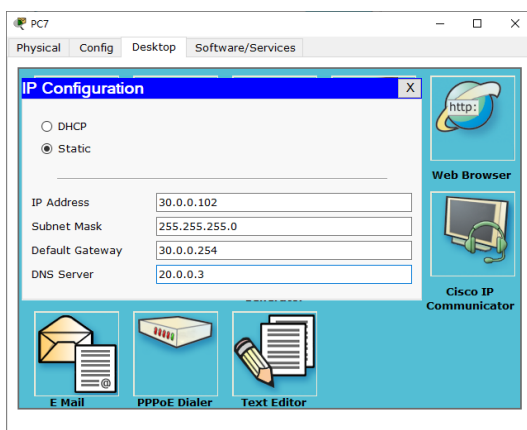 PC7
Physical Config Desktop Software/Services
IP Configuration X
http:
DHCP
Static
Web Browser
IP Address 30.0.0.102
Subnet Mask 255.255.255.0
Default Gateway 30.0.0.254
DNS Server 20.0.0.3
Cisco IP
Communicator
@
E Mail PPPoE Dialer Text Editor